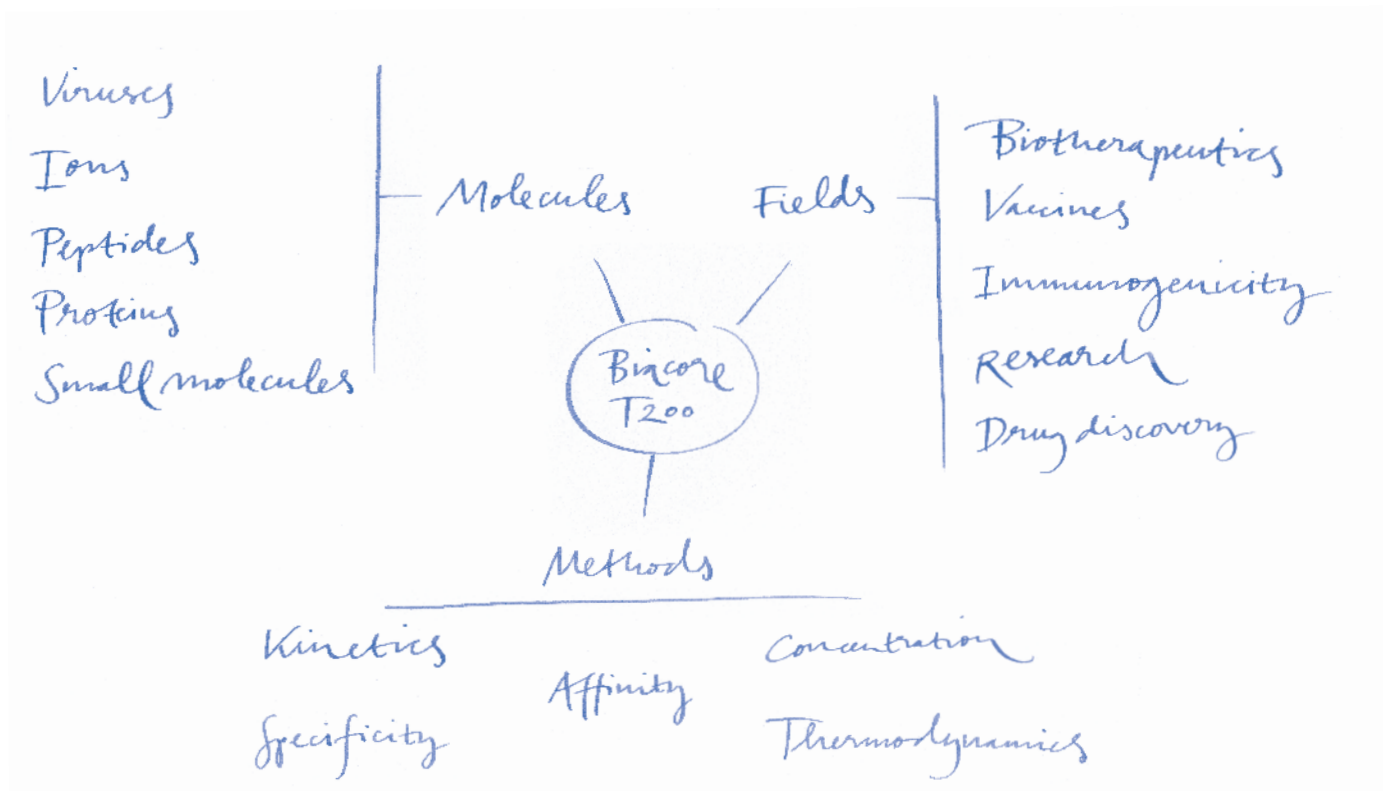 Viruses
Ions
Peptides
Proteins
Small molecules
Molecules
Fields
Biotherapeutics
Vaccines
Immunogenicity
Research
Drug discovery
Biacore
T200
Methods
Kinetics
Affinity
Concentration
Specificity
Thermodynamics